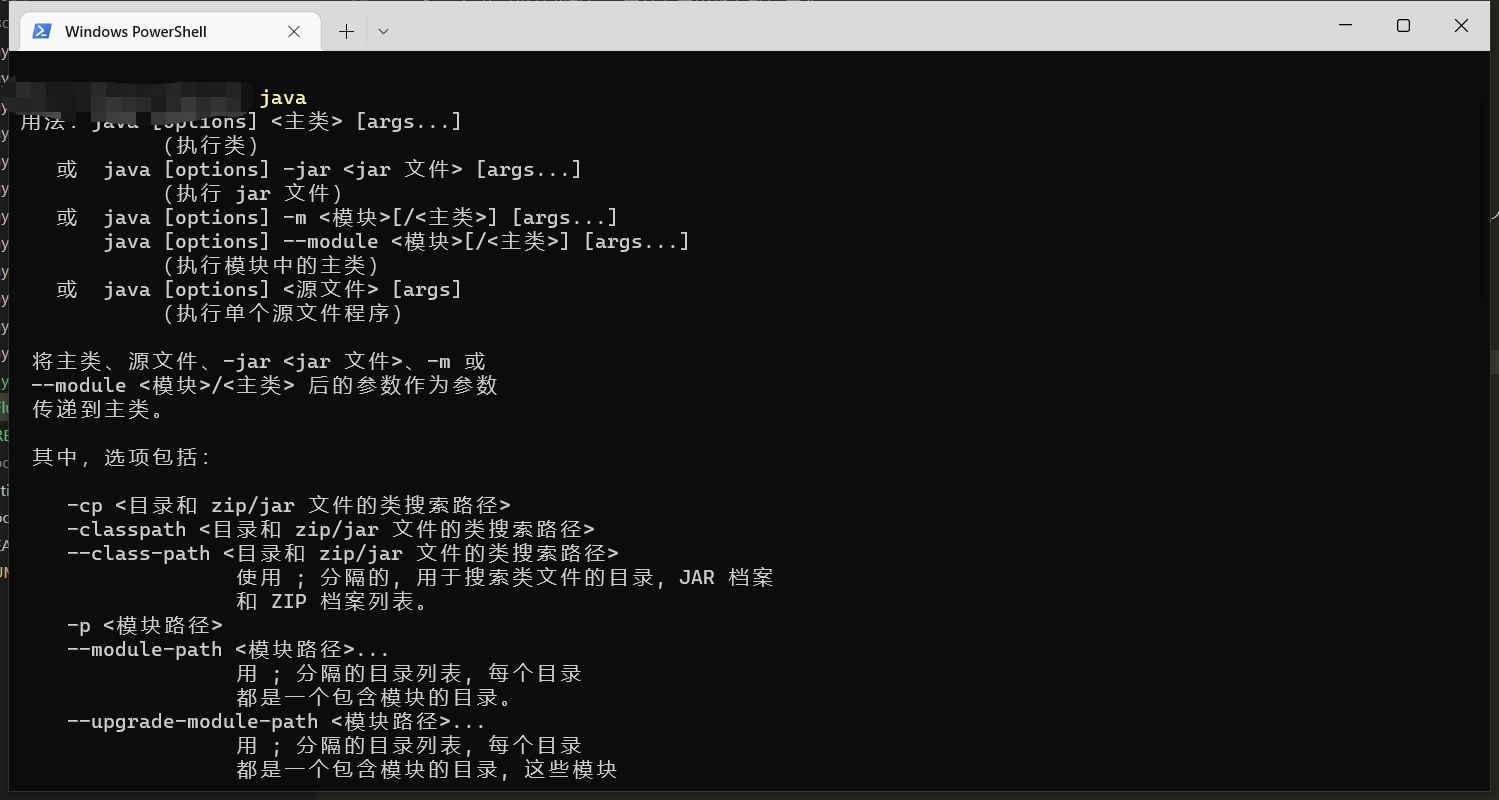 Windows PowerShell
java
用法: java [options] <主类> [args...]
(执行类)
或 java [options] -jar <jar 文件> [args...]
(执行 jar 文件)
或 java [options] -m <模块>[/<主类>] [args...]
java [options] --module <模块>[/<主类>] [args...]
(执行模块中的主类)
或 java [options] <源文件> [args]
(执行单个源文件程序)
将主类、源文件、-jar <jar 文件>、-m 或
--module <模块>/<主类> 后的参数作为参数
传递到主类。
其中, 选项包括:
-cp <目录和 zip/jar 文件的类搜索路径>
-classpath <目录和 zip/jar 文件的类搜索路径>
--class-path <目录和 zip/jar 文件的类搜索路径>
使用 ; 分隔的, 用于搜索类文件的目录, JAR 档案
和 ZIP 档案列表。
-p <模块路径>
--module-path <模块路径>...
用 ; 分隔的目录列表, 每个目录
都是一个包含模块的目录。
--upgrade-module-path <模块路径>...
用 ; 分隔的目录列表, 每个目录
都是一个包含模块的目录, 这些模块